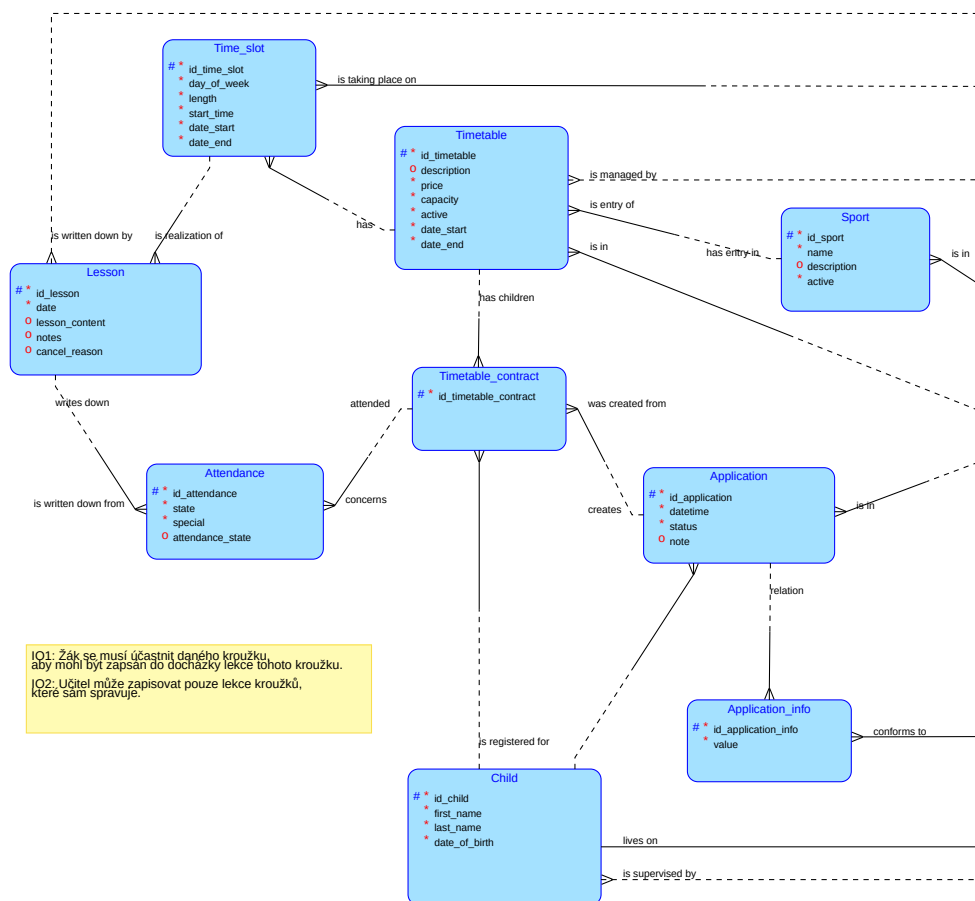 Time_slot
# * id_time_slot
* day_of_week
* length
* start_time
* date_start
* date_end
is taking place on
Timetable
# * id_timetable
o description
* price
* capacity
* active
* date_start
* date_end
is managed by
is entry of
has entry in
is in
has
Sport
# * id_sport
* name
o description
* active
is in
is written down by
is realization of
Lesson
# * id_lesson
* date
o lesson_content
o notes
o cancel_reason
has children
Timetable_contract
# * id_timetable_contract
writes down
attended
was created from
is written down from
concerns
creates
Attendance
# * id_attendance
* state
* special
o attendance_state
Application
# * id_application
* datetime
* status
o note
is in
relation
IO1: Žák se musí účastnit daného kroužku,
aby mohl být zapsán do docházky lekce tohoto kroužku.
IO2: Učitel může zapisovat pouze lekce kroužků,
které sám spravuje.
Application_info
# * id_application_info
* value
conforms to
is registered for
Child
# * id_child
* first_name
* last_name
* date_of_birth
lives on
is supervised by